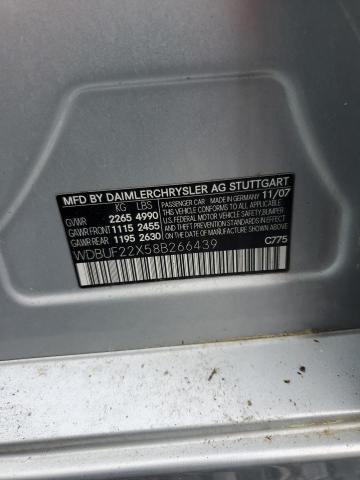 MFD BY DAIMLERCHRYSLER AG STUTTGART
KG LBS PASSENGER CAR MADE IN GERMANY 11/07
GVWR 2265 4990 THIS VEHICLE CONFORMS TO ALL APPLICABLE
GAWR FRONT 1115 2455 U.S. FEDERAL MOTOR VEHICLE SAFETY, BUMPER,
GAWR REAR 1195 2630 AND THEFT PREVENTION STANDARDS IN EFFECT
ON THE DATE OF MANUFACTURE SHOWN ABOVE.
WDBUF22X58B266439 C775